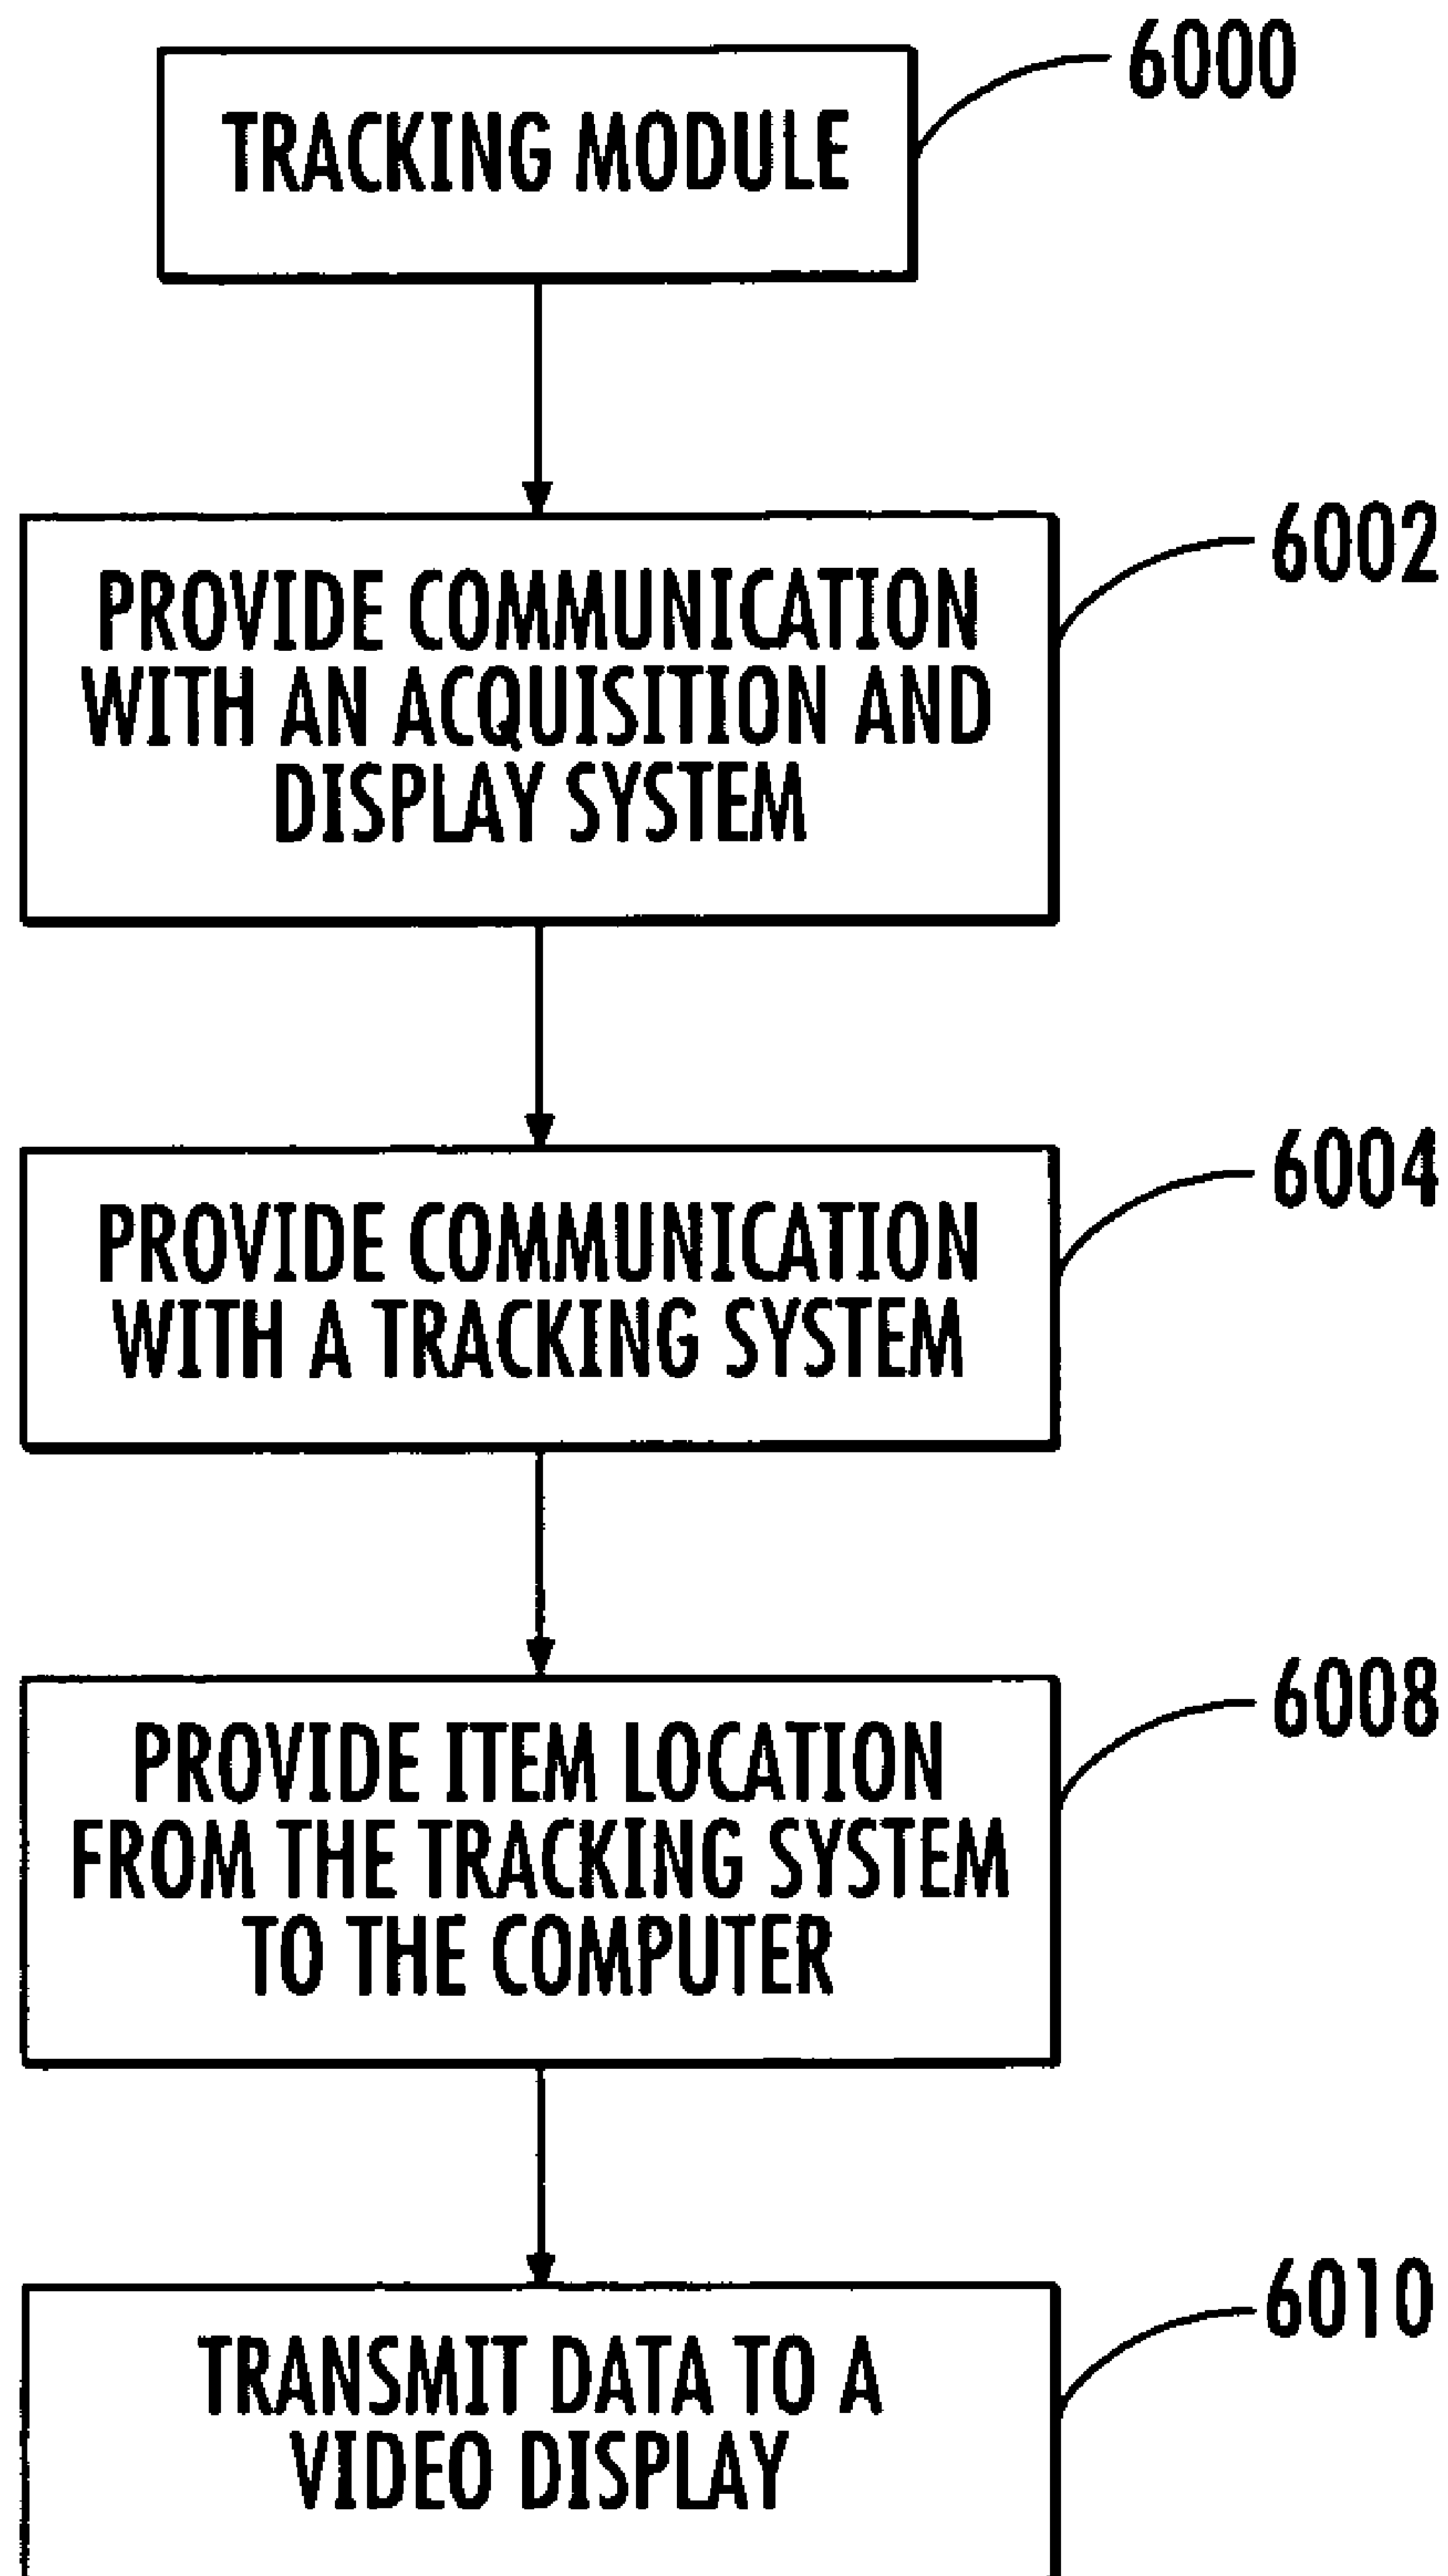 TRACKING MODULE
6000
PROVIDE COMMUNICATION
WITH AN ACQUISITION AND
DISPLAY SYSTEM
6002
PROVIDE COMMUNICATION
WITH A TRACKING SYSTEM
6004
PROVIDE ITEM LOCATION
FROM THE TRACKING SYSTEM
TO THE COMPUTER
6008
TRANSMIT DATA TO A
VIDEO DISPLAY
6010